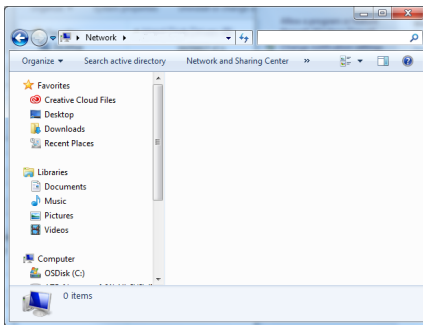 Network
Organize Search active directory Network and Sharing Center »
Favorites
Creative Cloud Files
Desktop
Downloads
Recent Places
Libraries
Documents
Music
Pictures
Videos
Computer
OSDisk (C:)
0 items